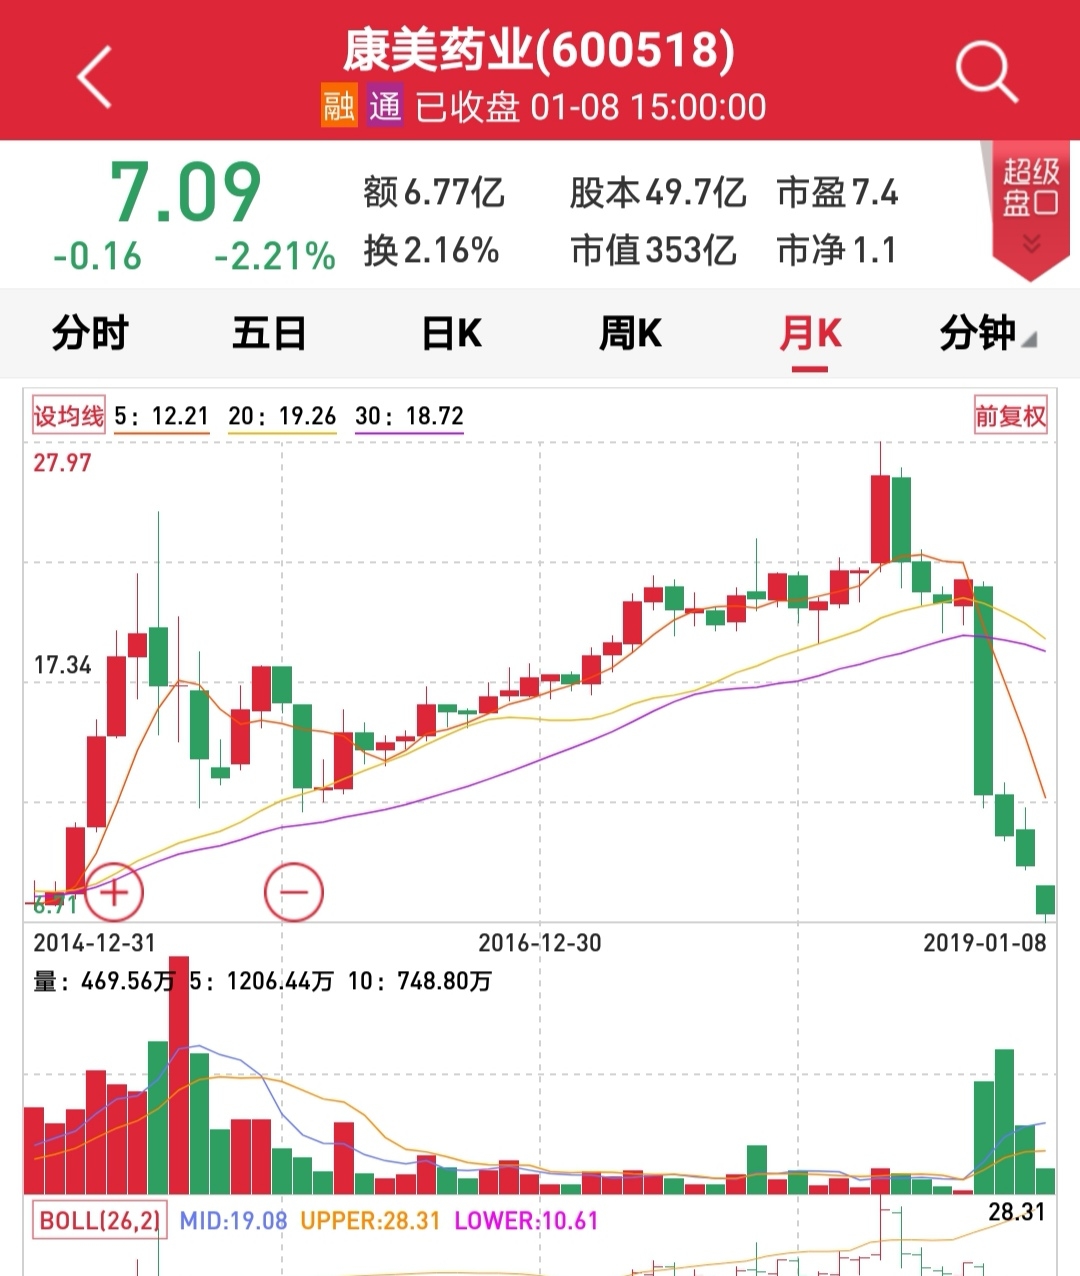 康美药业(600518)
融 通 已收盘 01-08 15:00:00
7.09
-0.16 -2.21%
额6.77亿 股本49.7亿 市盈7.4
换2.16% 市值353亿 市净1.1
超级
盘口
分时 五日 日K 周K 月K 分钟
设均线 5: 12.21 20: 19.26 30: 18.72 前复权
27.97
17.34
6.71
2014-12-31 2016-12-30 2019-01-08
量: 469.56万 5: 1206.44万 10: 748.80万
BOLL(26,2) MID:19.08 UPPER:28.31 LOWER:10.61 28.31